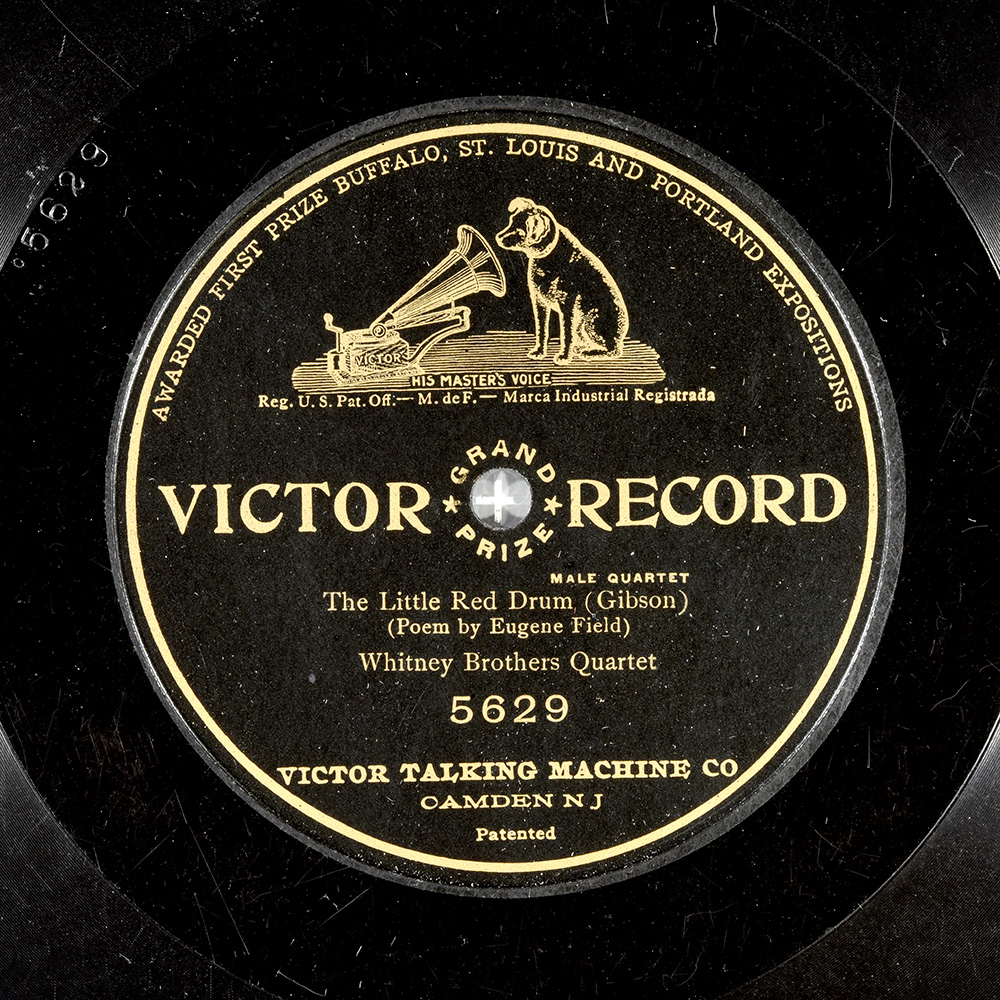 AWARDED FIRST PRIZE BUFFALO, ST. LOUIS AND PORTLAND EXPOSITIONS
5629
VICTOR
HIS MASTER'S VOICE
Reg. U. S. Pat. Off.— M. de F.— Marca Industrial Registrada
VICTOR ★ GRAND PRIZE ★ RECORD
MALE QUARTET
The Little Red Drum (Gibson)
(Poem by Eugene Field)
Whitney Brothers Quartet
5629
VICTOR TALKING MACHINE CO
CAMDEN N J
Patented